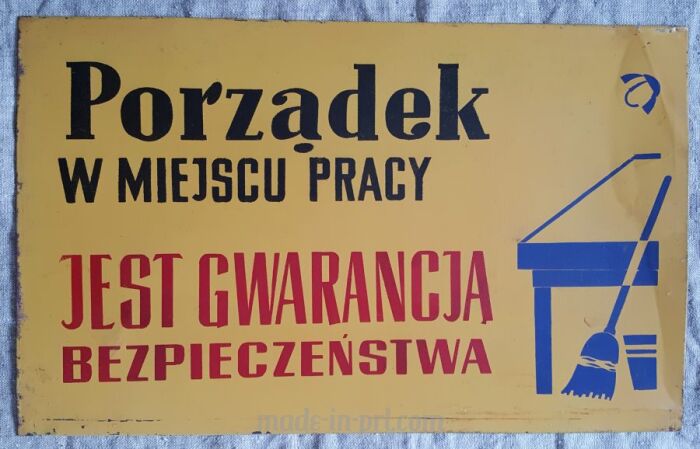 Porządek
W MIEJSCU PRACY
JEST GWARANCJĄ
BEZPIECZEŃSTWA
made-in-prl.com